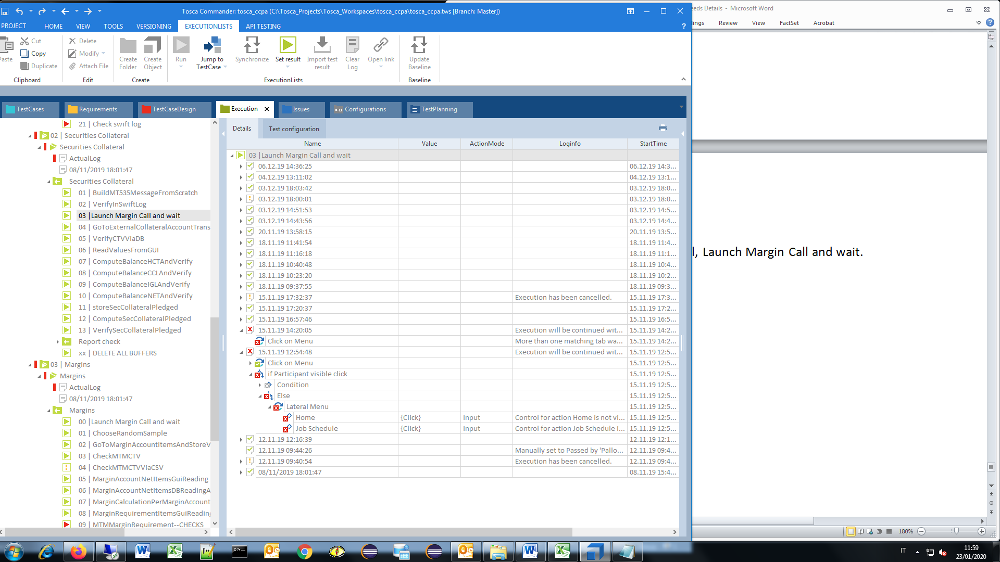 Tosca Commander: tosca_ccpa (C:\Tosca_Projects\Tosca_Workspaces\tosca_ccpa\tosca_ccpa.tws [Branch: Master])
eeds Details - Microsoft Word
PROJECT HOME VIEW TOOLS VERSIONING EXECUTIONLISTS API TESTING ?
ings Review View FactSet Acrobat
Paste Cut Copy Duplicate
Clipboard
Delete Modify Attach File
Edit
Create Folder Create Object
Create
Run Jump to TestCase Synchronize Set result Import test result Clear Log Open link
ExecutionLists
Update Baseline
Baseline
TestCases Requirements TestCaseDesign Execution Issues Configurations TestPlanning
21 | Check swift log
02 | Securities Collateral
Securities Collateral
ActualLog
08/11/2019 18:01:47
Securities Collateral
01 | BuildMT535MessageFromScratch
02 | VerifyInSwiftLog
03 |Launch Margin Call and wait
04 | GoToExternalCollateralAccountTrans
05 | VerifyCTVViaDB
06 | ReadValuesFromGUI
07 | ComputeBalanceHCTAndVerify
08 | ComputeBalanceCCLAndVerify
09 | ComputeBalanceIGLAndVerify
10 | ComputeBalanceNETAndVerify
11 | storeSecCollateralPledged
12 | ComputeSecCollateralPledged
13 | VerifySecCollateralPledged
Report check
xx | DELETE ALL BUFFERS
03 | Margins
Margins
ActualLog
08/11/2019 18:01:47
Margins
00 |Launch Margin Call and wait
01 | ChooseRandomSample
02 | GoToMarginAccountItemsAndStoreV
03 | CheckMTMCTV
04 | CheckMTMCTVViaCSV
05 | MarginAccountNetItemsGuiReading
06 | MarginAccountNetItemsDBReadingA
07 | MarginCalculationPerMarginAccount
08 | MarginRequirementItemsGuiReading
09 | MTMMarginRequirement--CHECKS
Details Test configuration
Name Value ActionMode Loginfo StartTime
03 |Launch Margin Call and wait
06.12.19 14:36:25 06.12.19 14:3...
04.12.19 13:11:02 04.12.19 13:1...
03.12.19 18:03:42 03.12.19 18:0...
03.12.19 18:00:01 03.12.19 18:0...
03.12.19 14:51:53 03.12.19 14:5...
03.12.19 14:43:56 03.12.19 14:4...
20.11.19 13:58:15 20.11.19 13:5...
18.11.19 11:41:54 18.11.19 11:4...
18.11.19 11:16:18 18.11.19 11:1...
18.11.19 10:40:48 18.11.19 10:4...
18.11.19 10:23:20 18.11.19 10:2...
18.11.19 09:37:55 18.11.19 09:3...
15.11.19 17:32:37 Execution has been cancelled. 15.11.19 17:3...
15.11.19 17:20:37 15.11.19 17:2...
15.11.19 16:57:46 15.11.19 16:5...
15.11.19 14:20:05 Execution will be continued wit... 15.11.19 14:2...
Click on Menu More than one matching tab wa... 15.11.19 14:2...
15.11.19 12:54:48 Execution will be continued wit... 15.11.19 12:5...
Click on Menu 15.11.19 12:5...
if Participant visible click 15.11.19 12:5...
Condition 15.11.19 12:5...
Else 15.11.19 12:5...
Lateral Menu 15.11.19 12:5...
Home {Click} Input Control for action Home is not vi... 15.11.19 12:5...
Job Schedule {Click} Input Control for action Job Schedule i... 15.11.19 12:5...
12.11.19 12:16:39 12.11.19 12:1...
12.11.19 09:44:26 Manually set to Passed by 'Pallo... 12.11.19 09:4...
12.11.19 09:40:54 Execution has been cancelled. 12.11.19 09:4...
08/11/2019 18:01:47 08.11.19 15:4...
l, Launch Margin Call and wait.
180%
IT
11:59
23/01/2020